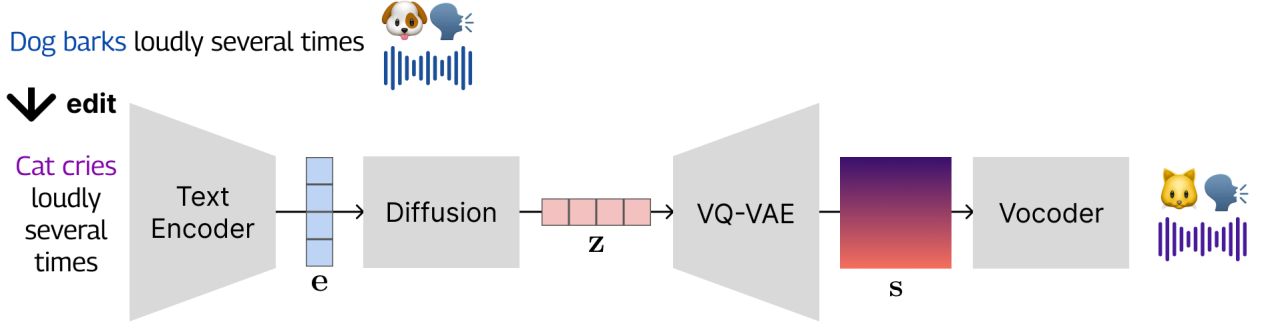 Dog barks loudly several times
edit
Cat cries
loudly
several
times
Text
Encoder
e
Diffusion
z
VQ-VAE
s
Vocoder